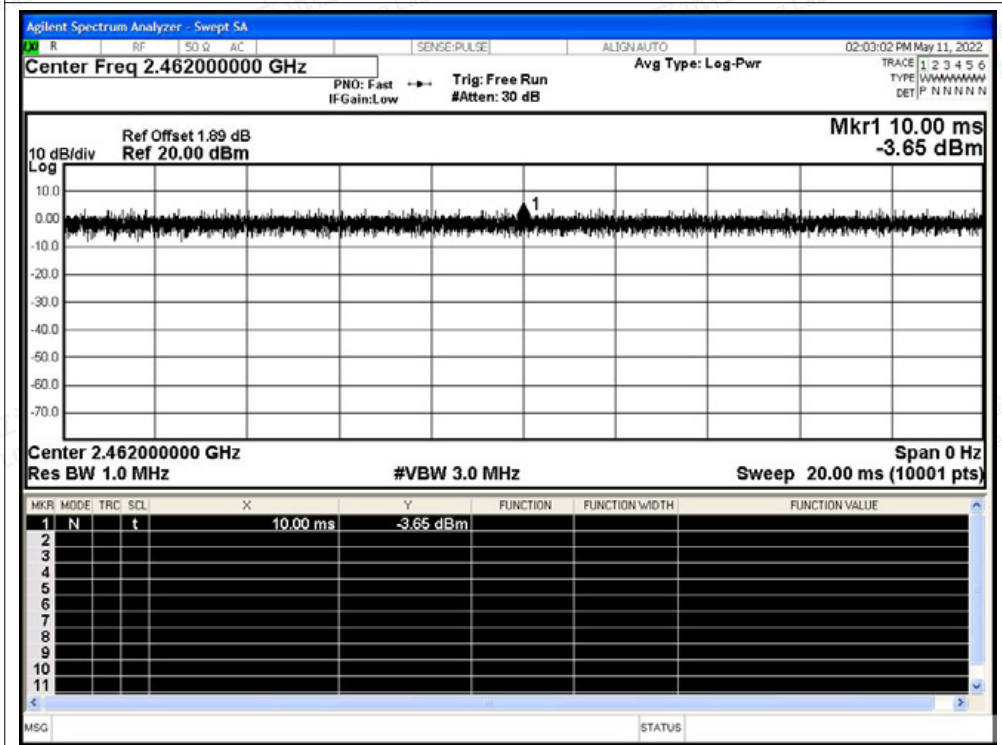 Agilent Spectrum Analyzer - Swept SA
R RF 50 Ω AC SENSE:PULSE ALIGN AUTO 02:03:02 PM May 11, 2022
Center Freq 2.462000000 GHz
PNO: Fast
IFGain:Low
Trig: Free Run
#Atten: 30 dB
Avg Type: Log-Pwr
TRACE 1 2 3 4 5 6
TYPE WWWWWWW
DET P N N N N N
Mkr1 10.00 ms
-3.65 dBm
Ref Offset 1.89 dB
10 dB/div Ref 20.00 dBm
Log
10.0
0.00
-10.0
-20.0
-30.0
-40.0
-50.0
-60.0
-70.0
1
Center 2.462000000 GHz Span 0 Hz
Res BW 1.0 MHz #VBW 3.0 MHz Sweep 20.00 ms (10001 pts)
MKR MODE TRC SCL X Y FUNCTION FUNCTION WIDTH FUNCTION VALUE
1 N t 10.00 ms -3.65 dBm
2
3
4
5
6
7
8
9
10
11
MSG STATUS